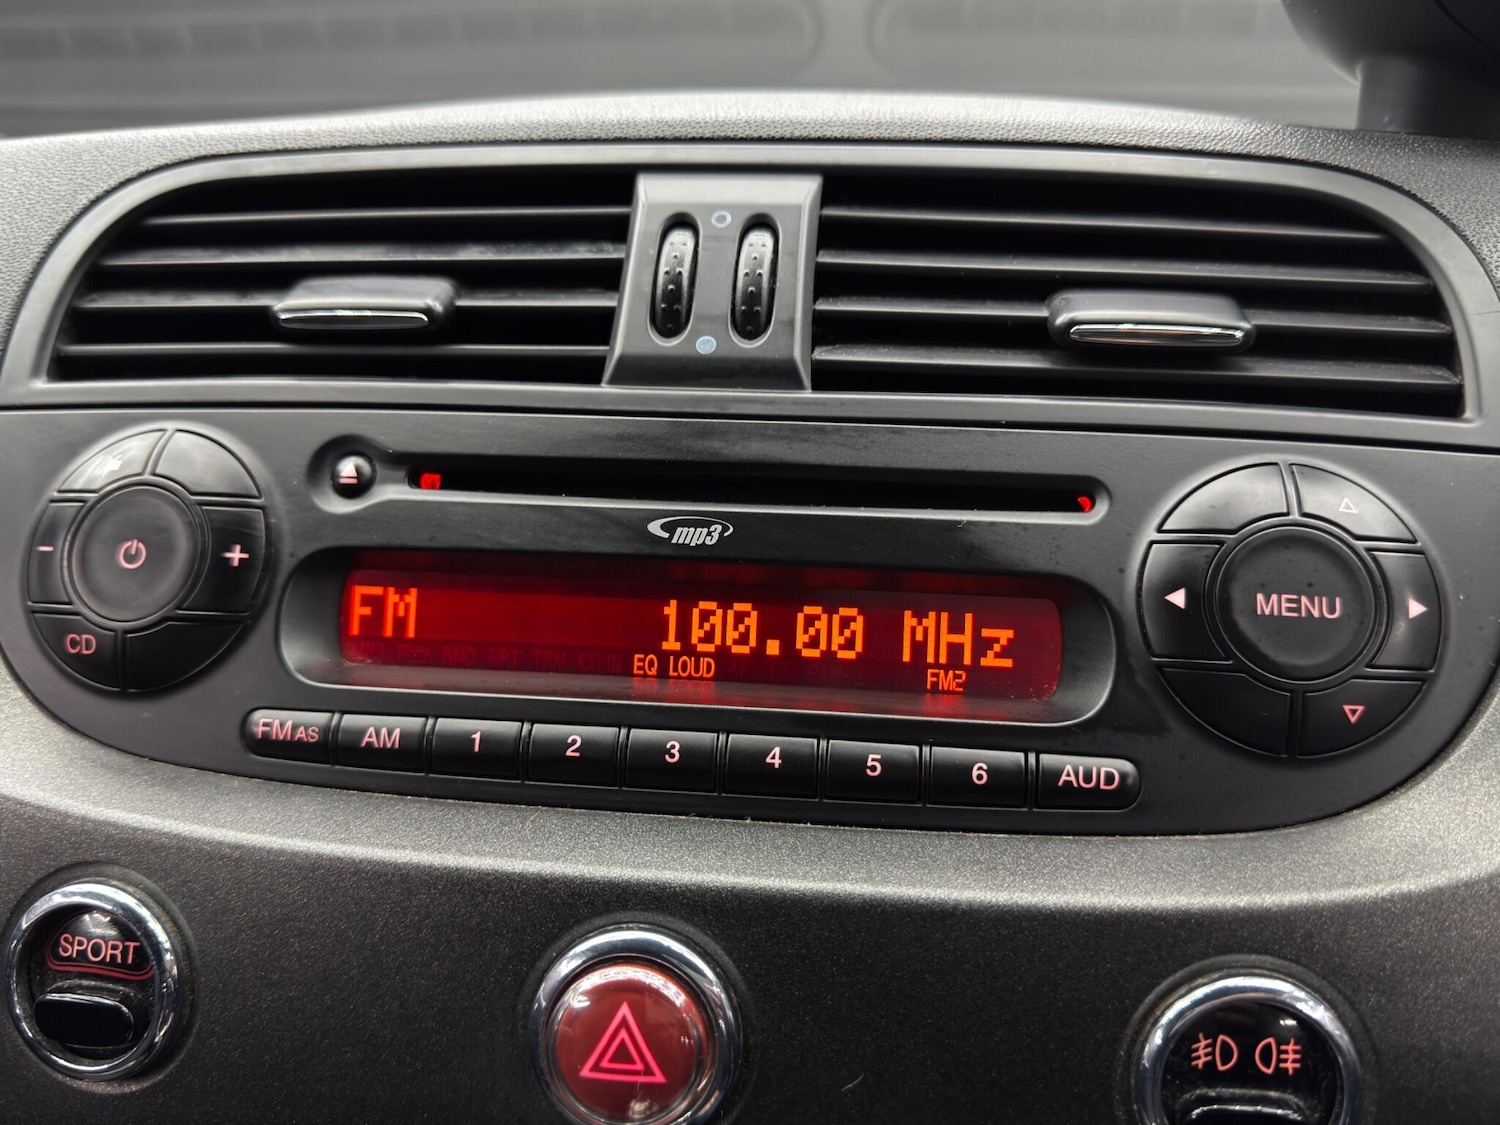 mp3
FM 100.00 MHz
EQ LOUD FM2
CD
MENU
FM AS AM 1 2 3 4 5 6 AUD
SPORT